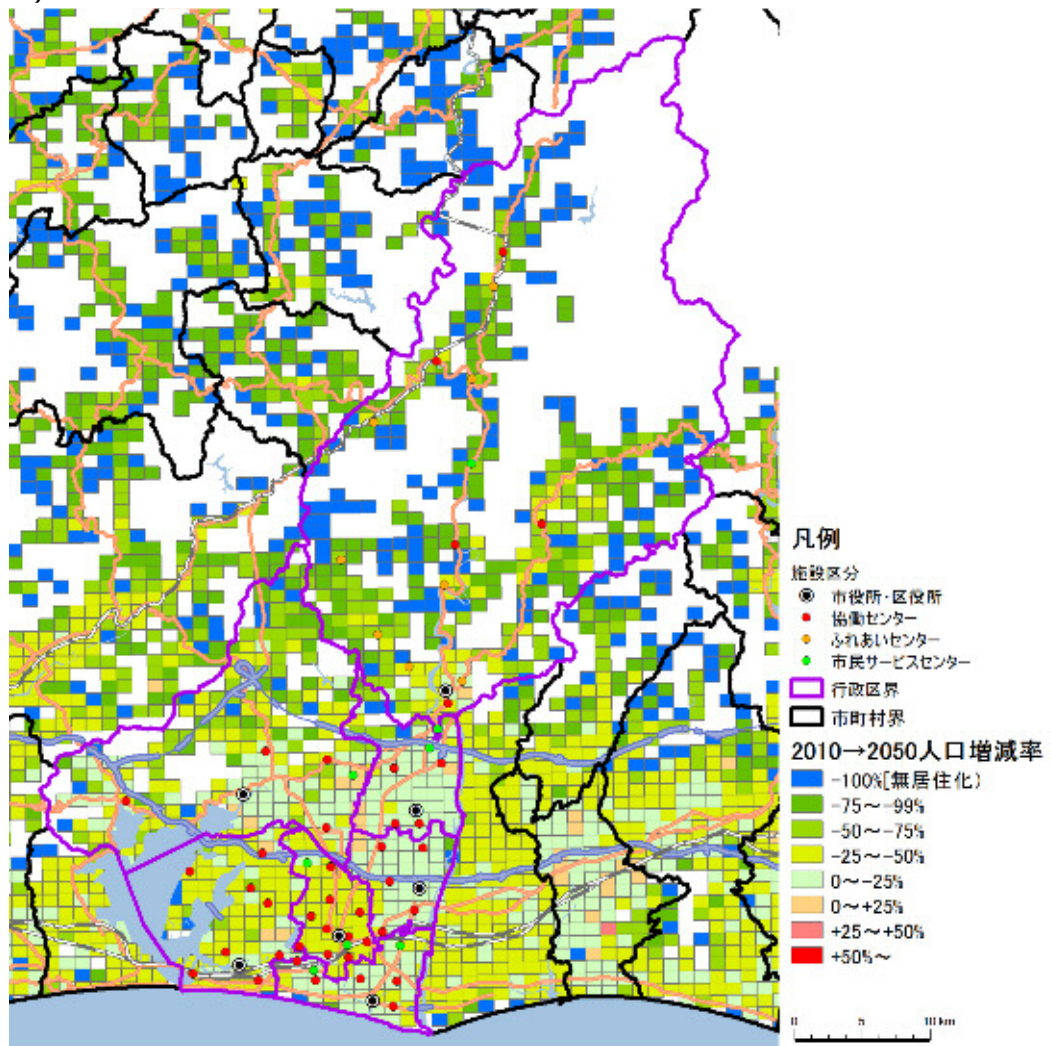 凡例
施設区分
市役所・区役所
協働センター
ふれあいセンター
市民サービスセンター
行政区界
市町村界
2010→2050人口増減率
-100%[無居住化)
-75～-99%
-50～-75%
-25～-50%
0～-25%
0～+25%
+25～+50%
+50%～
0 5 10km